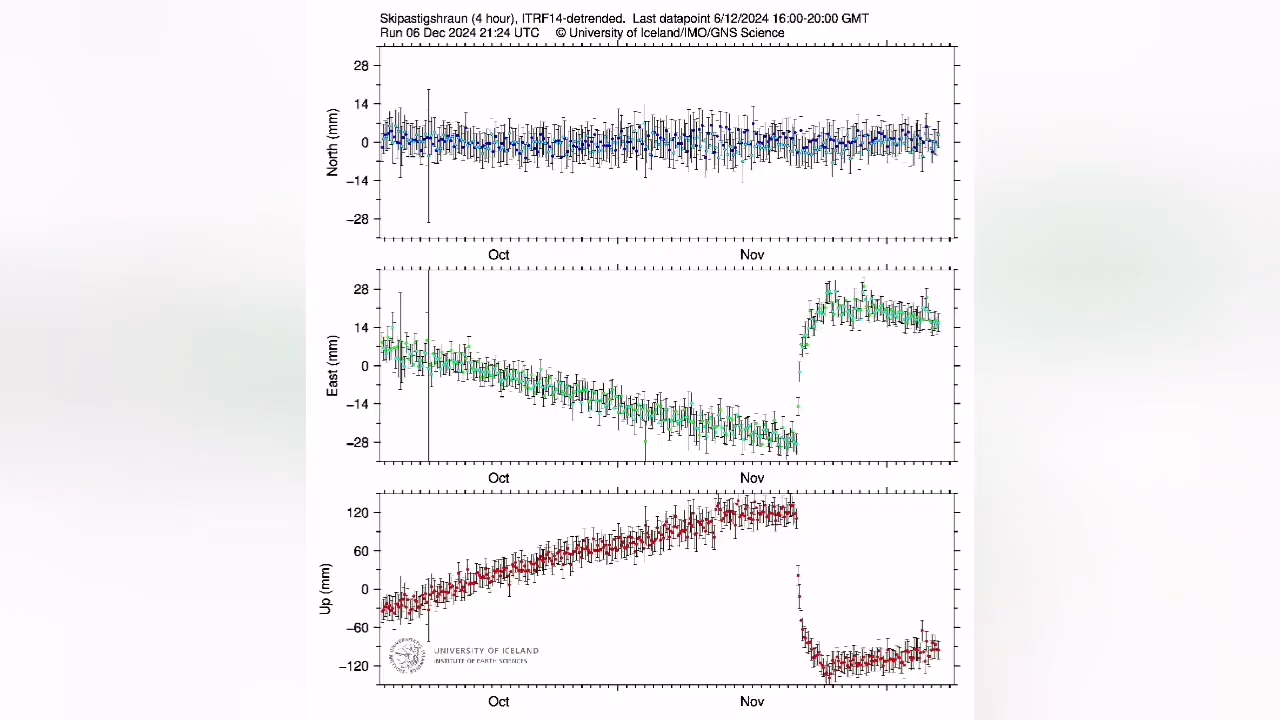 Skipastigshraun (4 hour), ITRF14-detrended. Last datapoint 6/12/2024 16:00-20:00 GMT
Run 06 Dec 2024 21:24 UTC © University of Iceland/IMO/GNS Science
North (mm)
28
14
0
−14
−28
Oct Nov
East (mm)
28
14
0
−14
−28
Oct Nov
Up (mm)
120
60
0
−60
−120
UNIVERSITY OF ICELAND
INSTITUTE OF EARTH SCIENCES
Oct Nov